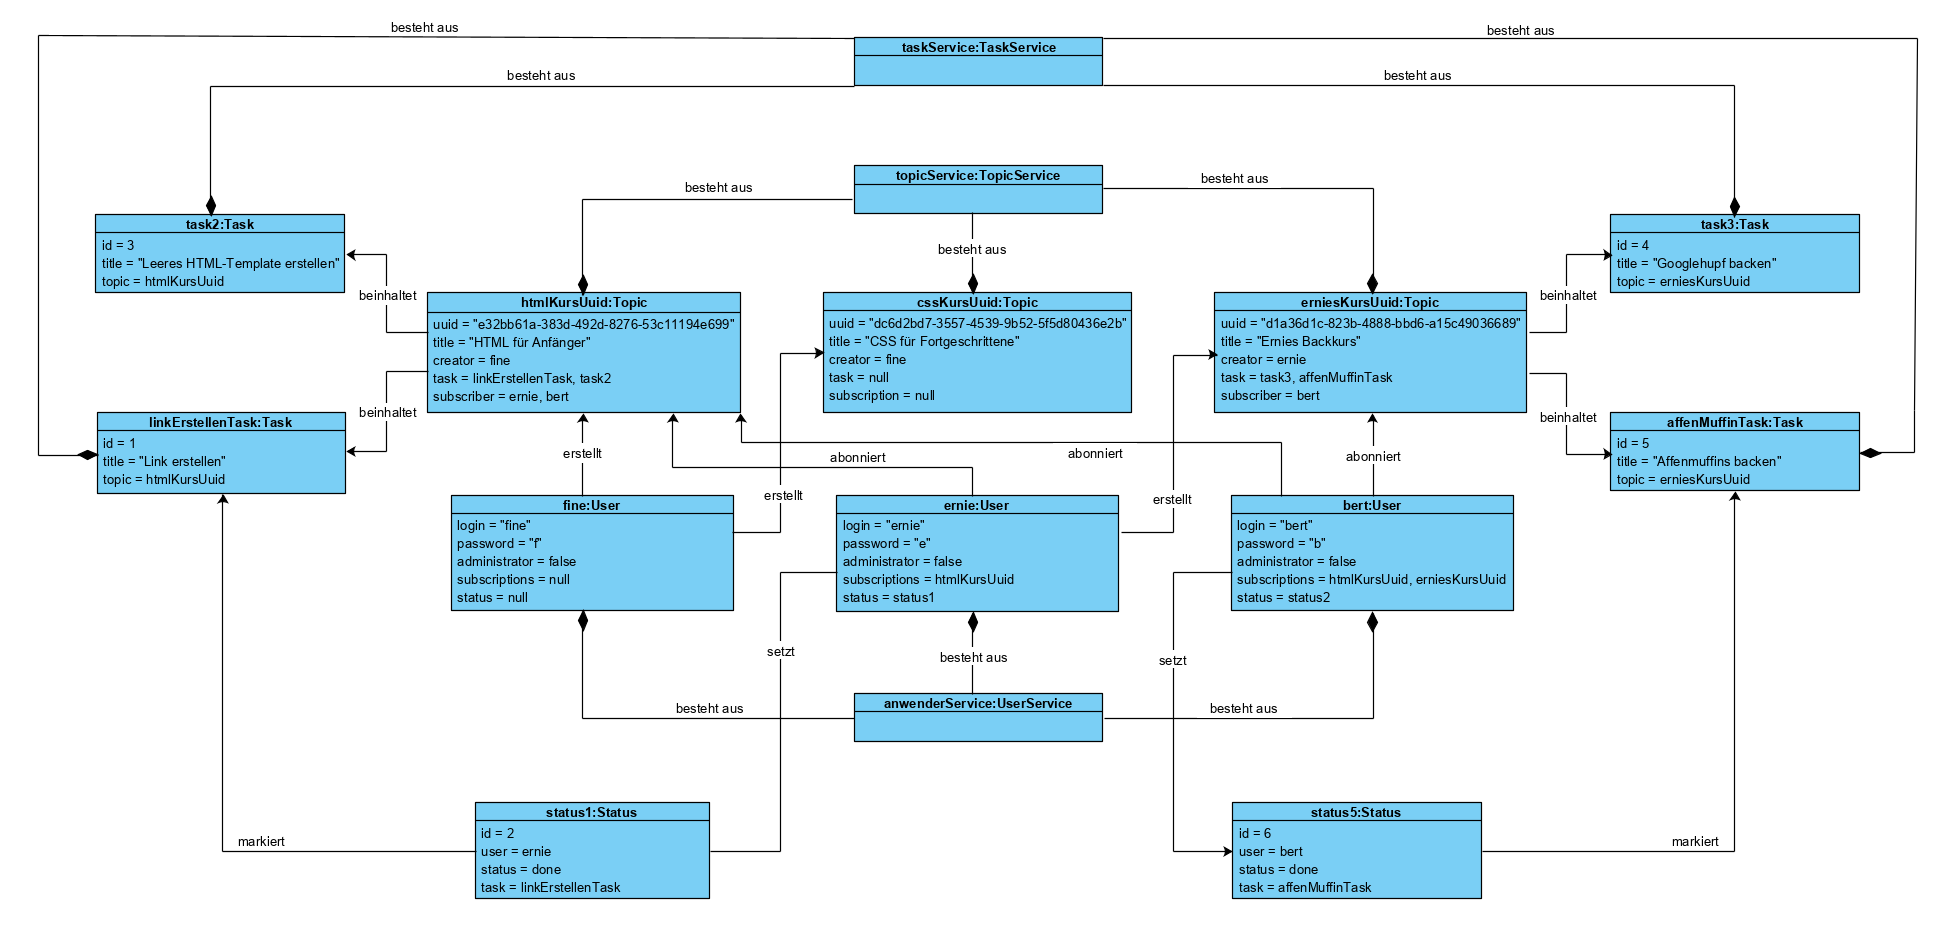 besteht aus
besteht aus
taskService:TaskService
besteht aus
besteht aus
topicService:TopicService
besteht aus
besteht aus
besteht aus
task2:Task
id = 3
title = "Leeres HTML-Template erstellen"
topic = htmlKursUuid
task3:Task
id = 4
title = "Googlehupf backen"
topic = erniesKursUuid
beinhaltet
beinhaltet
htmlKursUuid:Topic
uuid = "e32bb61a-383d-492d-8276-53c11194e699"
title = "HTML für Anfänger"
creator = fine
task = linkErstellenTask, task2
subscriber = ernie, bert
cssKursUuid:Topic
uuid = "dc6d2bd7-3557-4539-9b52-5f5d80436e2b"
title = "CSS für Fortgeschrittene"
creator = fine
task = null
subscription = null
erniesKursUuid:Topic
uuid = "d1a36d1c-823b-4888-bbd6-a15c49036689"
title = "Ernies Backkurs"
creator = ernie
task = task3, affenMuffinTask
subscriber = bert
beinhaltet
beinhaltet
linkErstellenTask:Task
id = 1
title = "Link erstellen"
topic = htmlKursUuid
affenMuffinTask:Task
id = 5
title = "Affenmuffins backen"
topic = erniesKursUuid
erstellt
abonniert
abonniert
abonniert
erstellt
erstellt
fine:User
login = "fine"
password = "f"
administrator = false
subscriptions = null
status = null
ernie:User
login = "ernie"
password = "e"
administrator = false
subscriptions = htmlKursUuid
status = status1
bert:User
login = "bert"
password = "b"
administrator = false
subscriptions = htmlKursUuid, erniesKursUuid
status = status2
setzt
besteht aus
setzt
besteht aus
anwenderService:UserService
besteht aus
status1:Status
id = 2
user = ernie
status = done
task = linkErstellenTask
status5:Status
id = 6
user = bert
status = done
task = affenMuffinTask
markiert
markiert